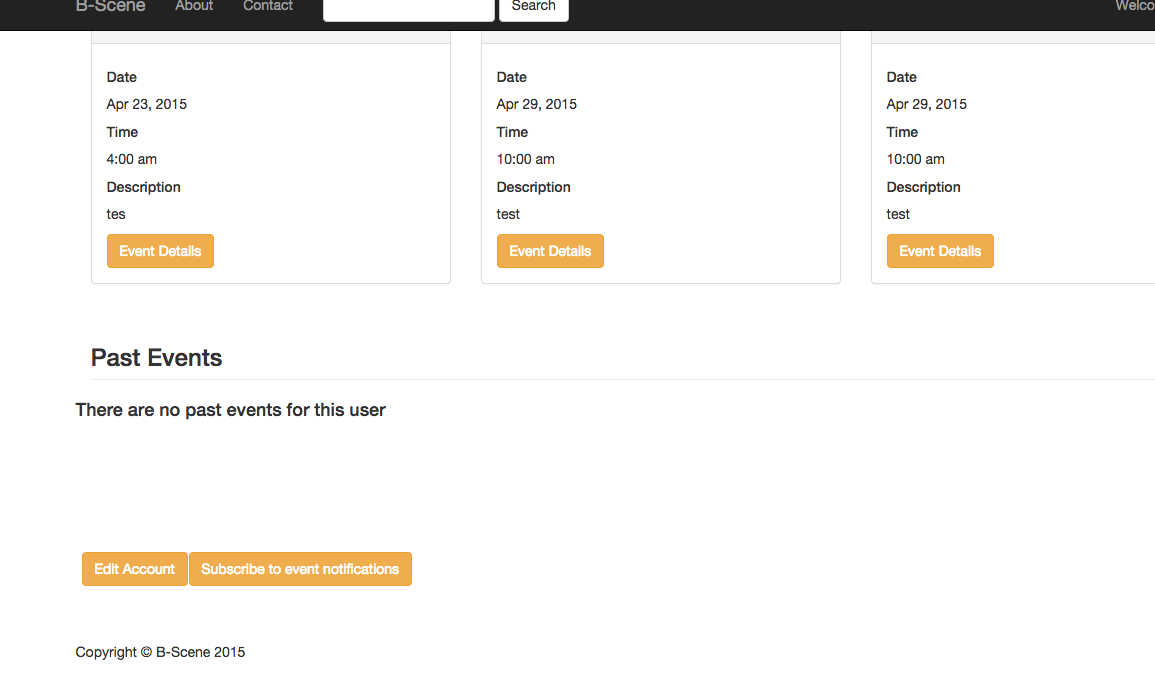 B-Scene About Contact Search
Date
Apr 23, 2015
Time
4:00 am
Description
tes
Event Details
Date
Apr 29, 2015
Time
10:00 am
Description
test
Event Details
Date
Apr 29, 2015
Time
10:00 am
Description
test
Event Details
Past Events
There are no past events for this user
Edit Account Subscribe to event notifications
Copyright © B-Scene 2015